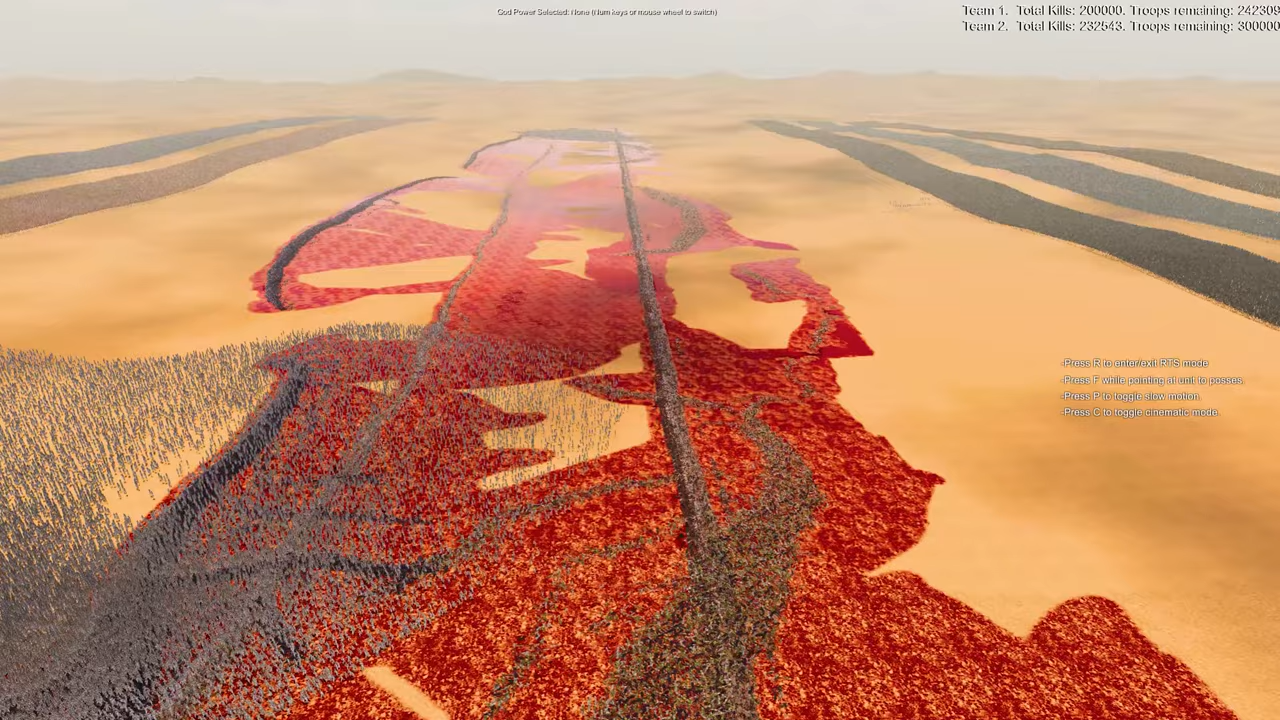 God Power Selected: None (Num keys or mouse wheel to switch)
Team 1.  Total Kills: 200000. Troops remaining: 242309
Team 2.  Total Kills: 232543. Troops remaining: 300000
-Press R to enter/exit RTS mode
-Press F while pointing at unit to posses.
-Press P to toggle slow motion.
-Press C to toggle cinematic mode.